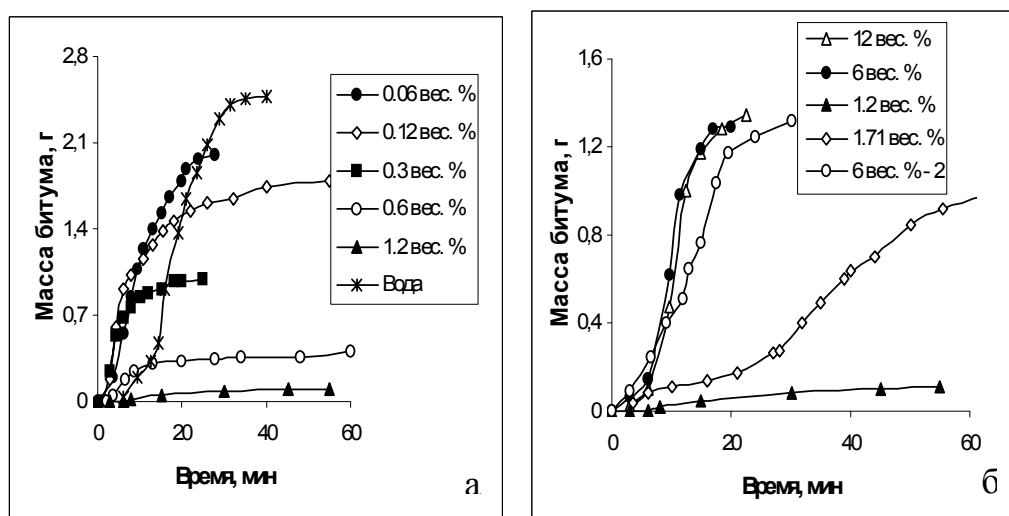 2,8
2,1
1,4
0,7
0
Масса битума, г
0 20 40 60
Время, мин
0.06 вес. %
0.12 вес. %
0.3 вес. %
0.6 вес. %
1.2 вес. %
Вода
а
1,6
1,2
0,8
0,4
0
Масса битума, г
0 20 40 60
Время, мин
12 вес. %
6 вес. %
1.2 вес. %
1.71 вес. %
6 вес. % - 2
б